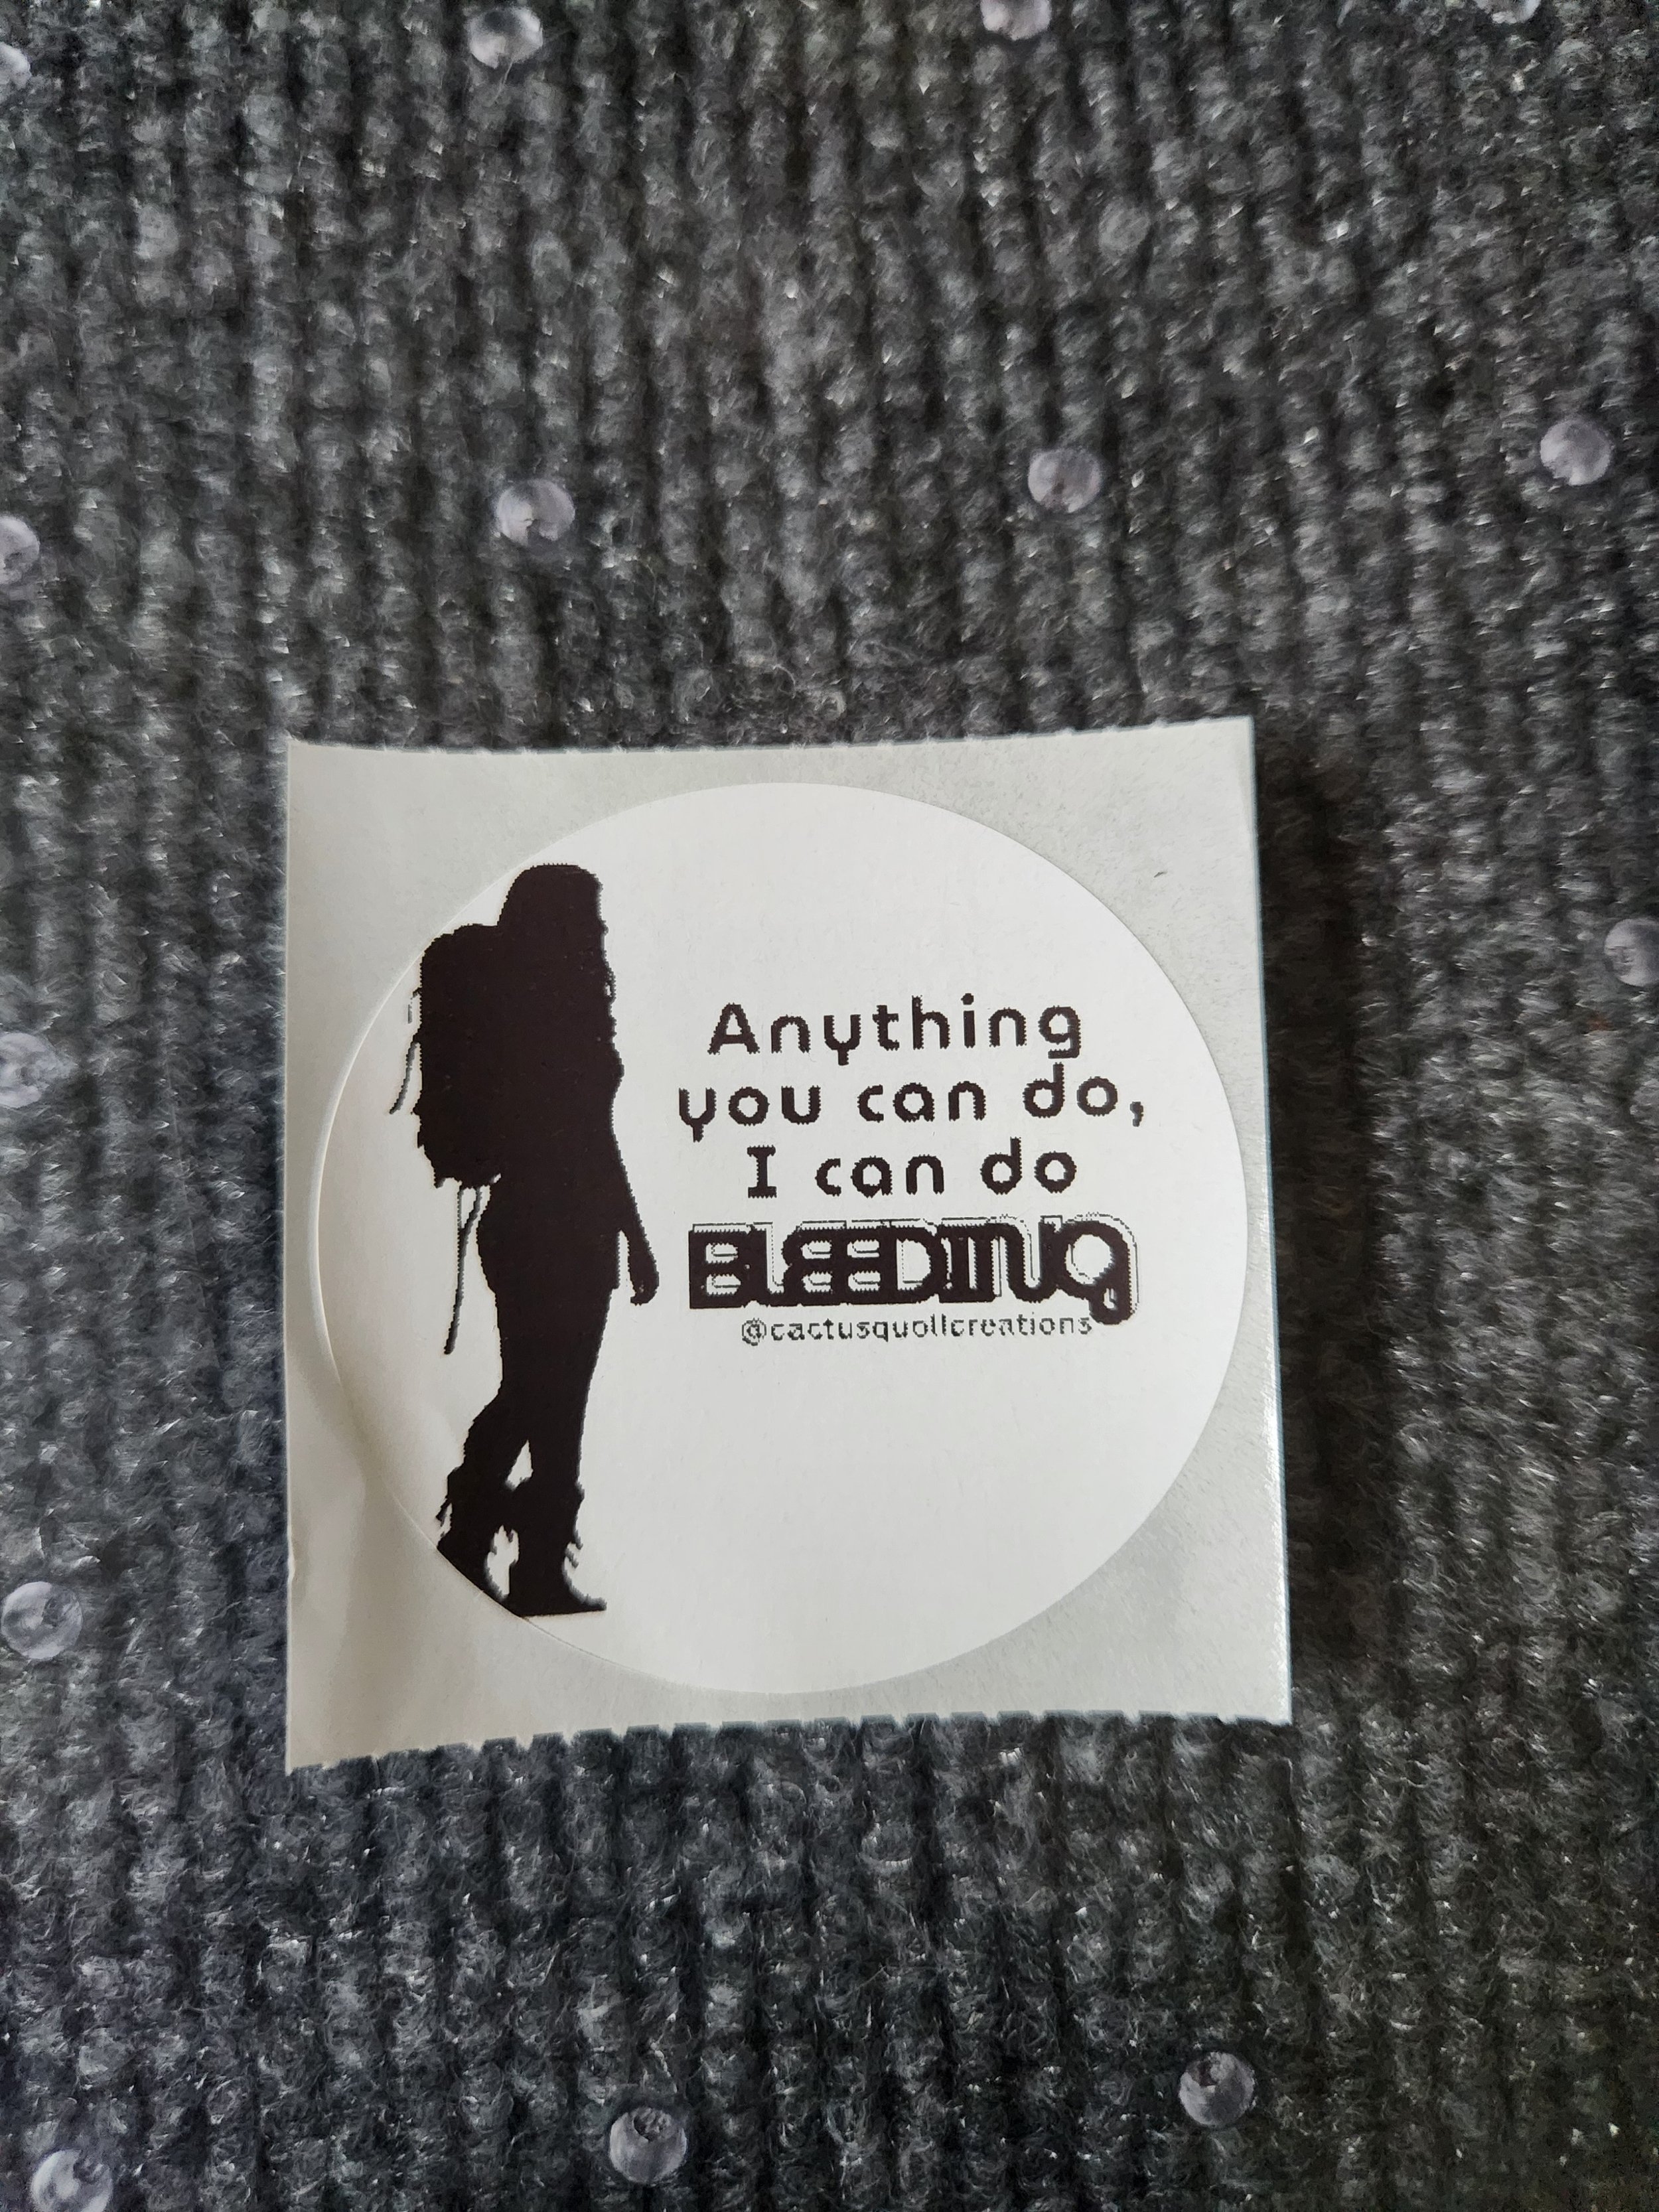 Anything
you can do,
I can do
BLEEDING
@cactusquollcreations